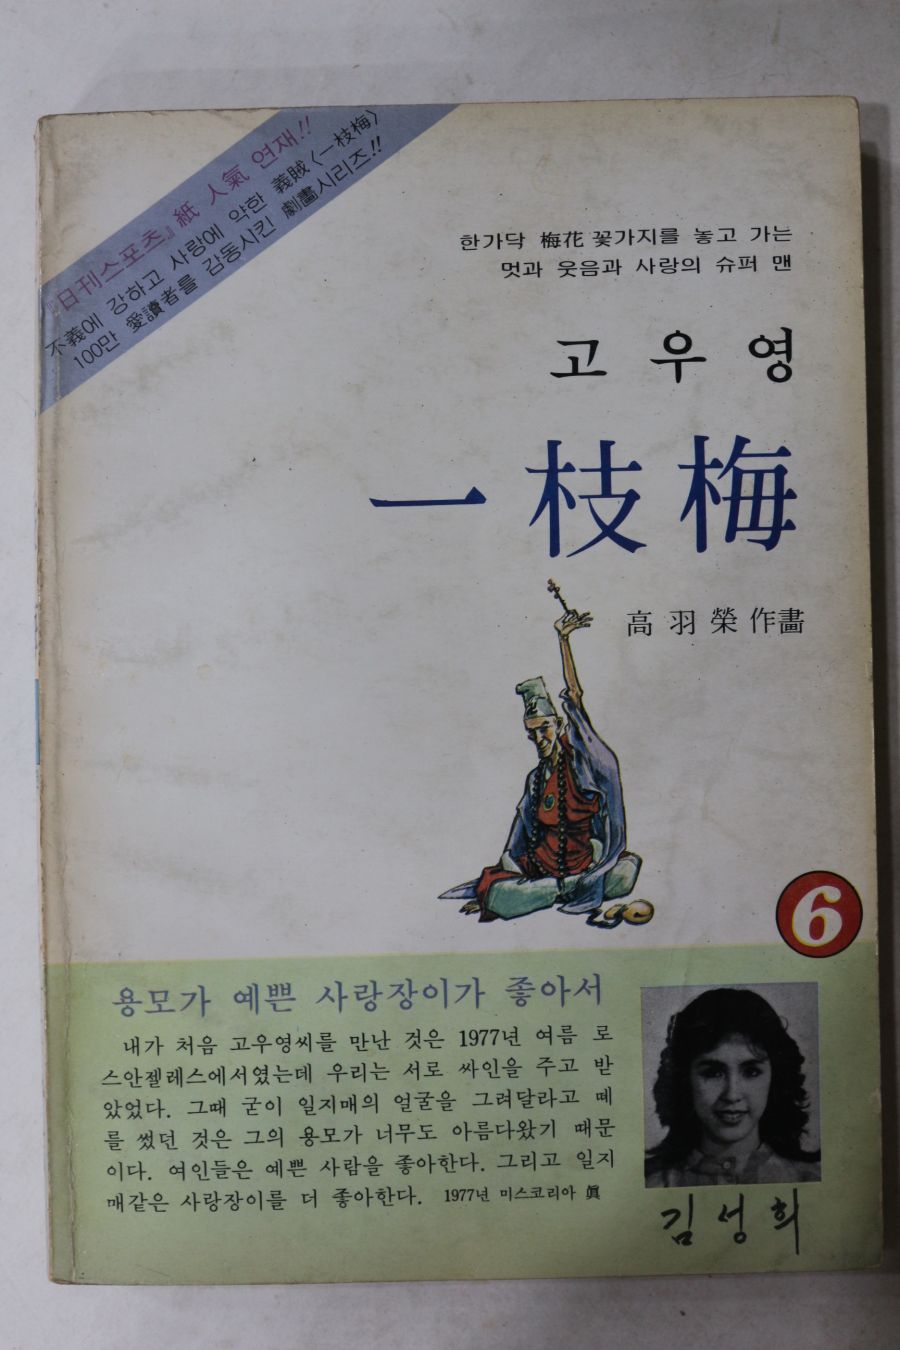 『日刊스포츠』紙 人氣 연재!!
不義에 강하고 사랑에 약한 義賊〈一枝梅〉
100만 愛讀者를 감동시킨 劇畫시리즈!!
한가닥 梅花 꽃가지를 놓고 가는
멋과 웃음과 사랑의 슈퍼 맨
고우영
一枝梅
高羽榮 作畵
6
용모가 예쁜 사랑장이가 좋아서
내가 처음 고우영씨를 만난 것은 1977년 여름 로
스안젤레스에서였는데 우리는 서로 싸인을 주고 받
았었다. 그때 굳이 일지매의 얼굴을 그려달라고 떼
를 썼던 것은 그의 용모가 너무도 아름다왔기 때문
이다. 여인들은 예쁜 사람을 좋아한다. 그리고 일지
매같은 사랑장이를 더 좋아한다. 1977년 미스코리아 眞
김성희